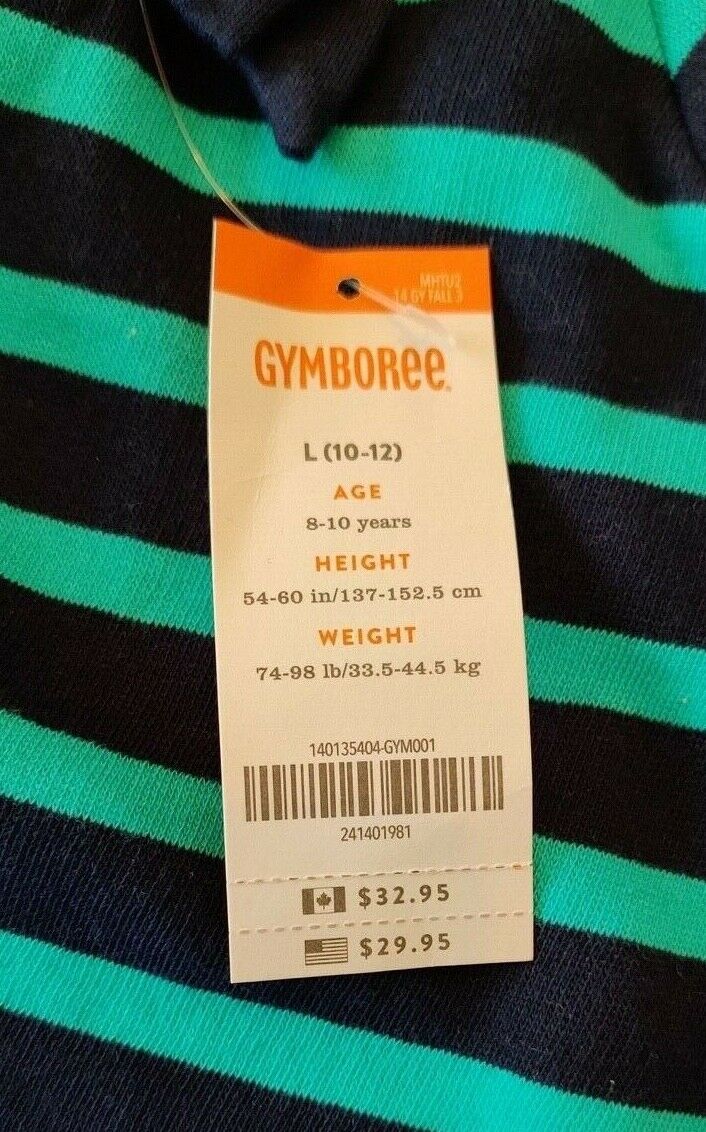 MHTU2
14 GY FALL 3
GYMBOREE
L (10-12)
AGE
8-10 years
HEIGHT
54-60 in/137-152.5 cm
WEIGHT
74-98 lb/33.5-44.5 kg
140135404-GYM001
241401981
$32.95
$29.95